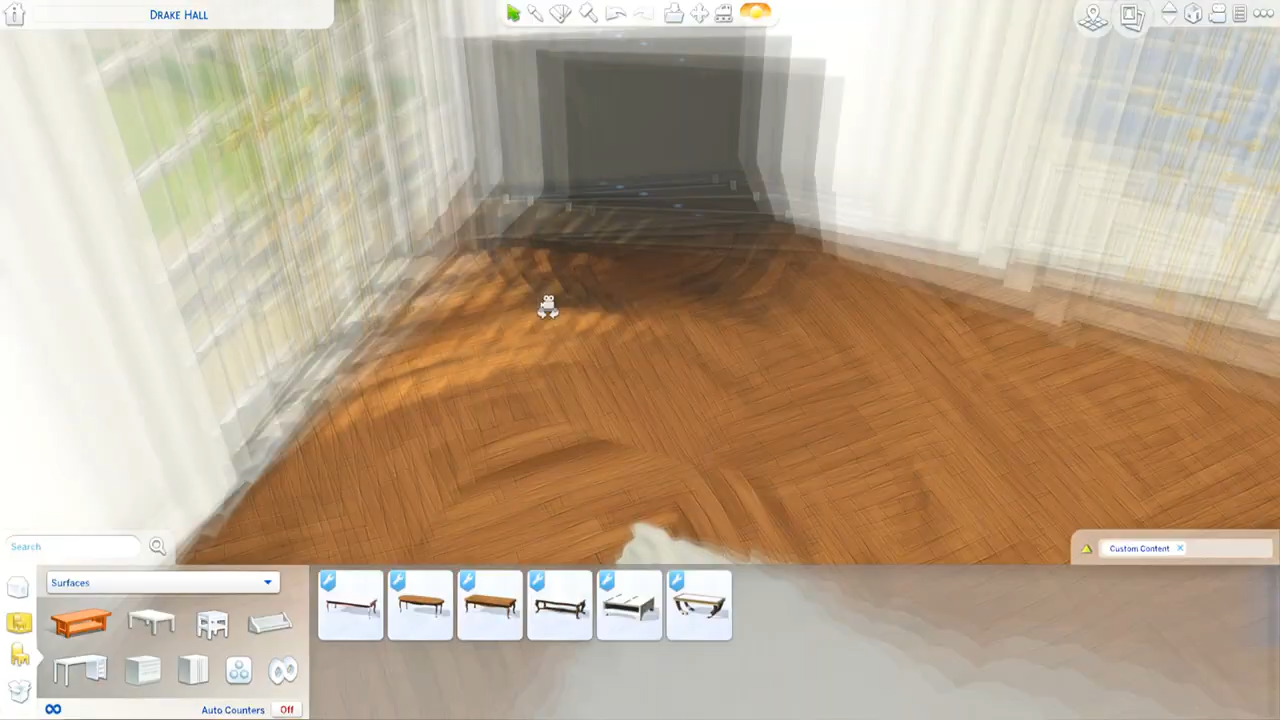 DRAKE HALL
Search
Custom Content
Surfaces
Auto Counters Off